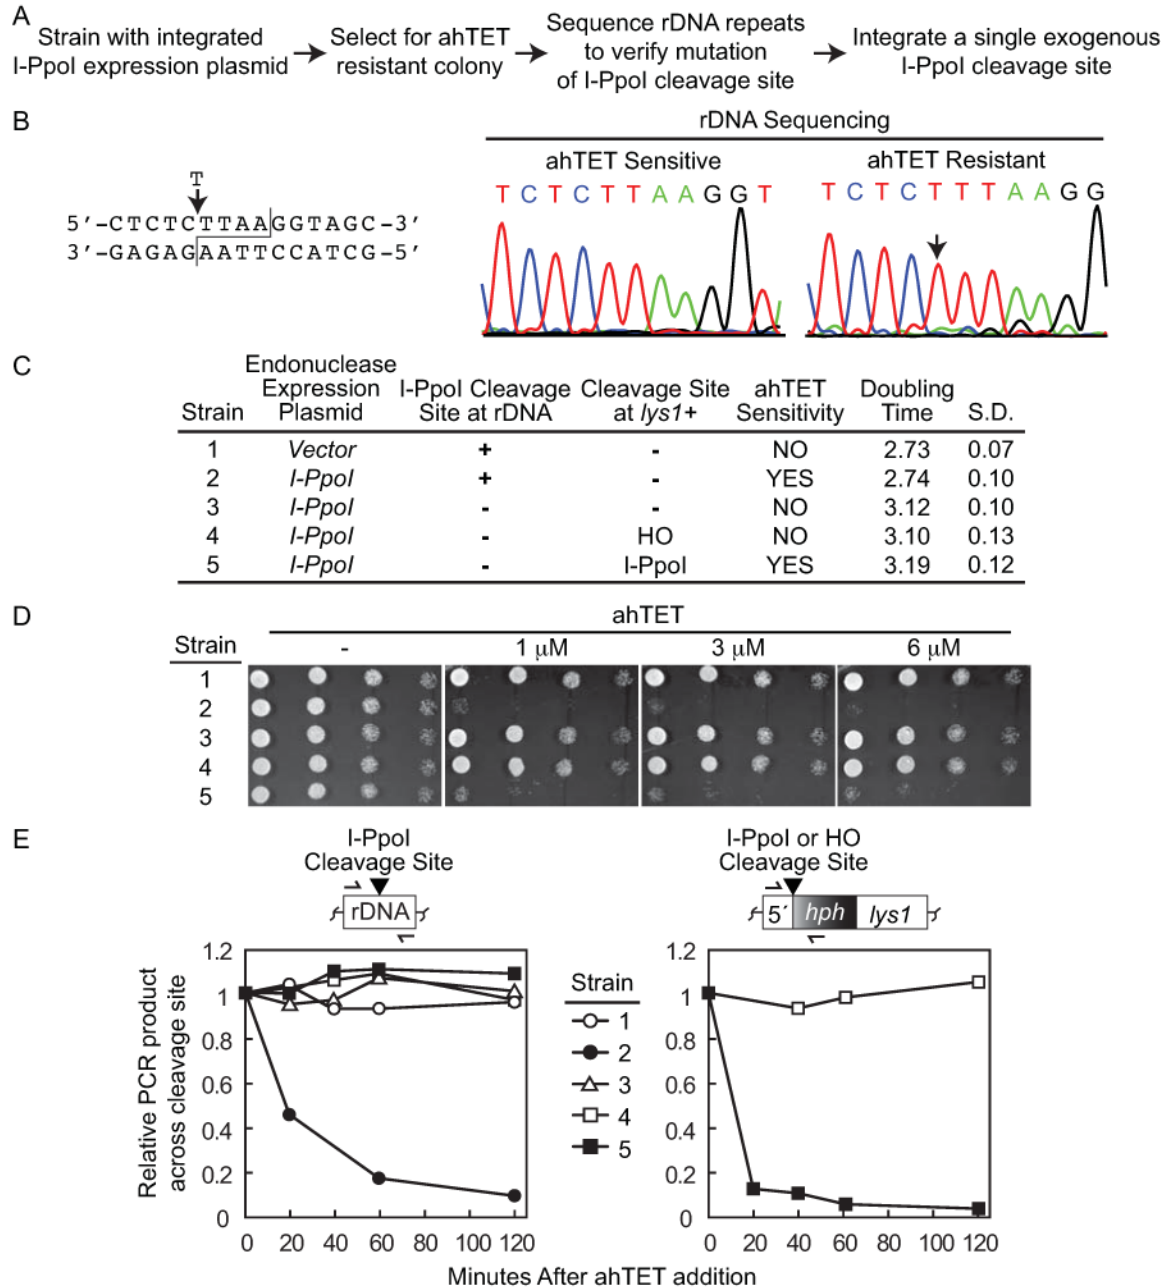 A
Strain with integrated
I-PpoI expression plasmid
Select for ahTET
resistant colony
Sequence rDNA repeats
to verify mutation
of I-PpoI cleavage site
Integrate a single exogenous
I-PpoI cleavage site
B
T
5′-CTCTCTTAAGGTAGC-3′
3′-GAGAGAATTCCATCG-5′
rDNA Sequencing
ahTET Sensitive
ahTET Resistant
T C T C T T A A G G T
T C T C T T T A A G G
C
Strain
Endonuclease
Expression
Plasmid
I-PpoI Cleavage
Site at rDNA
Cleavage Site
at lys1+
ahTET
Sensitivity
Doubling
Time
S.D.
1 Vector + - NO 2.73 0.07
2 I-PpoI + - YES 2.74 0.10
3 I-PpoI - - NO 3.12 0.10
4 I-PpoI - HO NO 3.10 0.13
5 I-PpoI - I-PpoI YES 3.19 0.12
D
ahTET
Strain - 1 µM 3 µM 6 µM
1
2
3
4
5
E
I-PpoI
Cleavage Site
rDNA
I-PpoI or HO
Cleavage Site
5´ hph lys1
Relative PCR product
across cleavage site
1.2
1
0.8
0.6
0.4
0.2
0
0 20 40 60 80 100 120
Strain
1
2
3
4
5
1.2
1
0.8
0.6
0.4
0.2
0
0 20 40 60 80 100 120
Minutes After ahTET addition